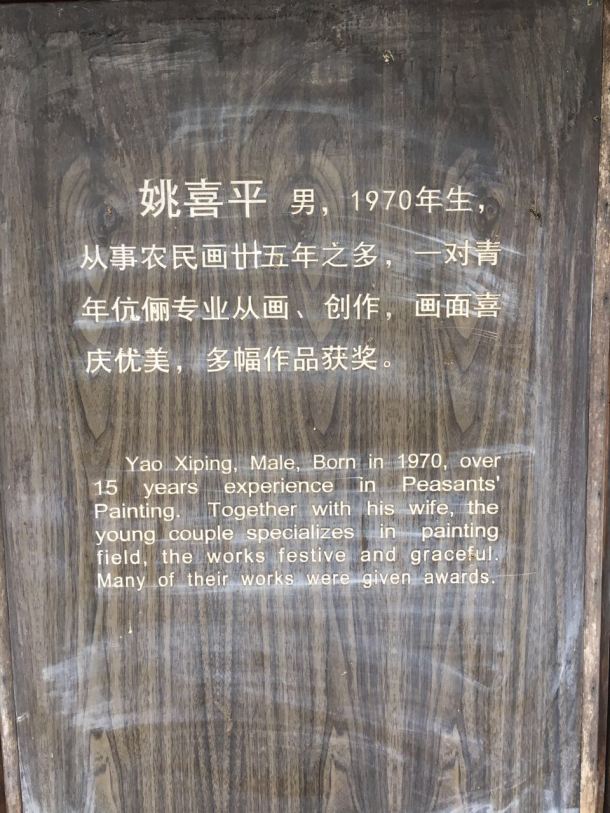 姚喜平 男，1970年生，
从事农民画卄五年之多，一对青
年伉俪专业从画、创作，画面喜
庆优美，多幅作品获奖。
Yao Xiping, Male, Born in 1970, over
15 years experience in Peasants'
Painting. Together with his wife, the
young couple specializes in painting
field, the works festive and graceful.
Many of their works were given awards.